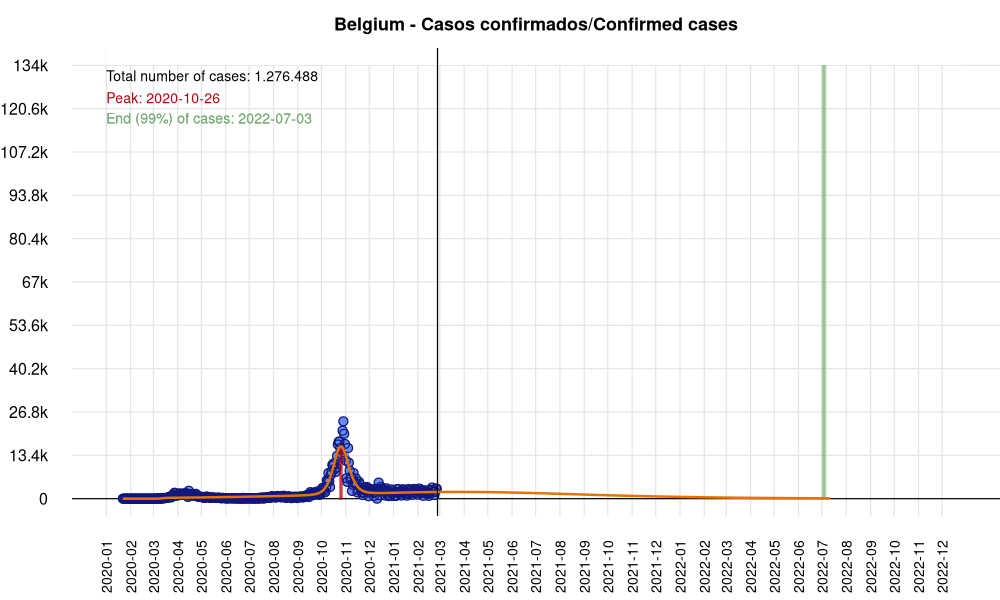 Belgium - Casos confirmados/Confirmed cases
134k
Total number of cases: 1.276.488
Peak: 2020-10-26
End (99%) of cases: 2022-07-03
120.6k
107.2k
93.8k
80.4k
67k
53.6k
40.2k
26.8k
13.4k
0
2020-01
2020-02
2020-03
2020-04
2020-05
2020-06
2020-07
2020-08
2020-09
2020-10
2020-11
2020-12
2021-01
2021-02
2021-03
2021-04
2021-05
2021-06
2021-07
2021-08
2021-09
2021-10
2021-11
2021-12
2022-01
2022-02
2022-03
2022-04
2022-05
2022-06
2022-07
2022-08
2022-09
2022-10
2022-11
2022-12